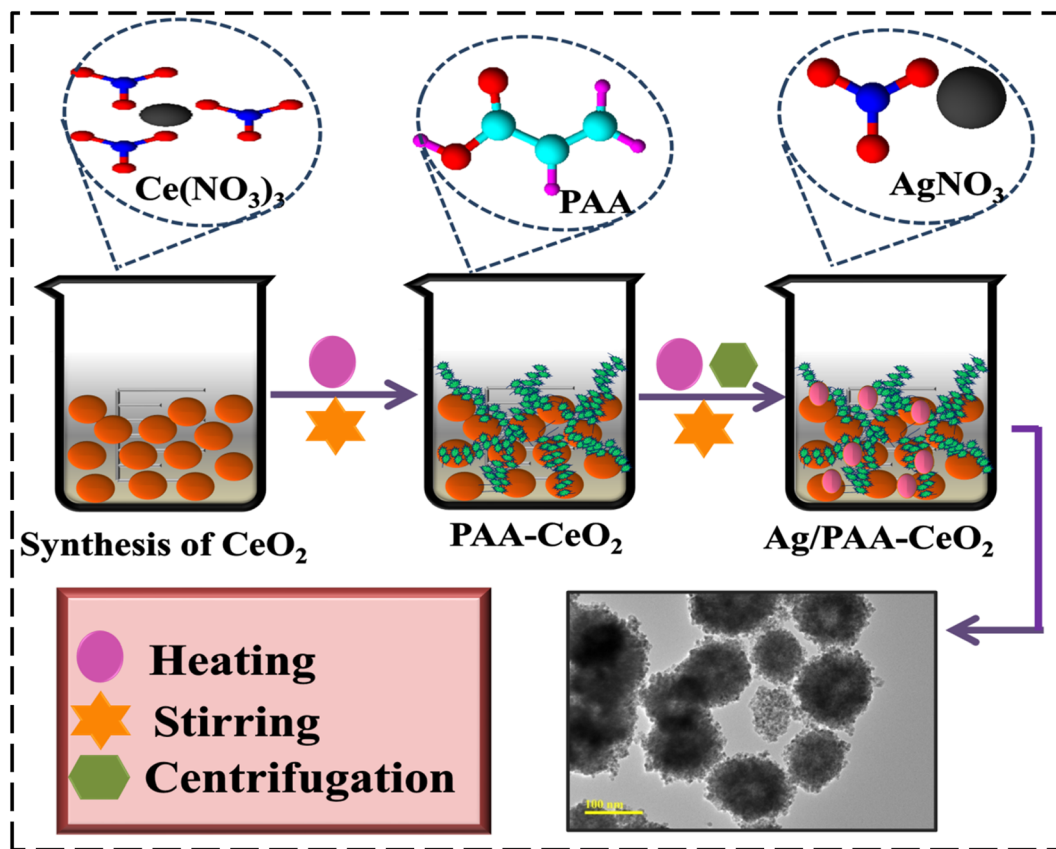 Ce(NO₃)₃
PAA
AgNO₃
Synthesis of CeO₂
PAA-CeO₂
Ag/PAA-CeO₂
Heating
Stirring
Centrifugation
100 nm